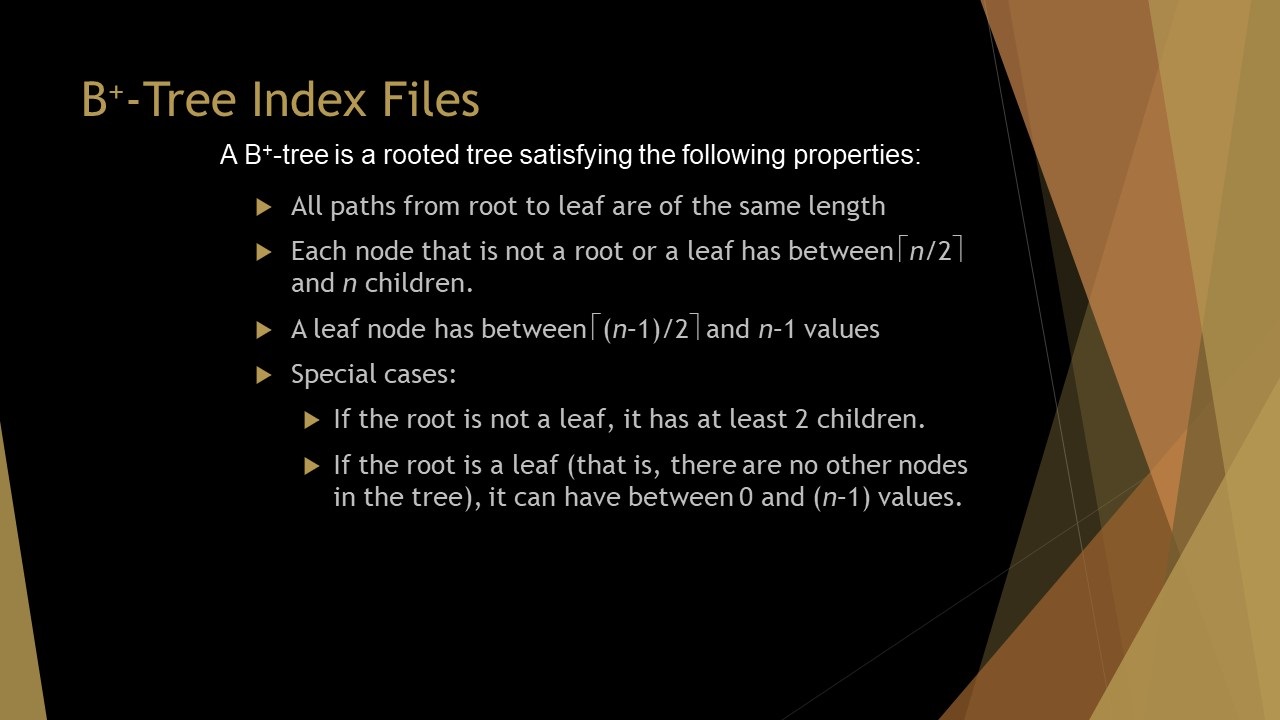 B⁺-Tree Index Files
A B⁺-tree is a rooted tree satisfying the following properties:
All paths from root to leaf are of the same length
Each node that is not a root or a leaf has between ⌈n/2⌉
and n children.
A leaf node has between ⌈(n–1)/2⌉ and n–1 values
Special cases:
If the root is not a leaf, it has at least 2 children.
If the root is a leaf (that is, there are no other nodes
in the tree), it can have between 0 and (n–1) values.